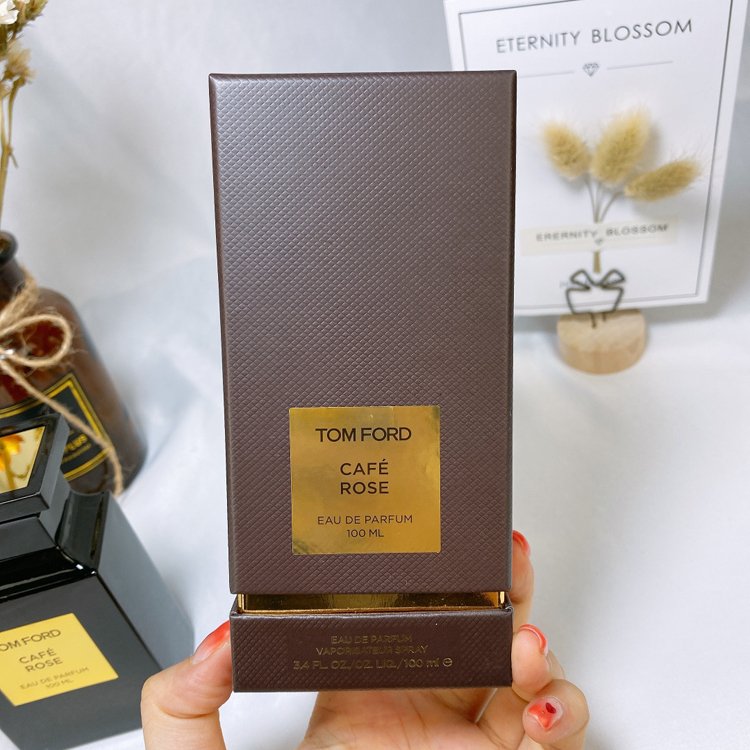 ETERNITY BLOSSOM
ERERNITY BLOSSOM
TOM FORD
CAFÉ
ROSE
EAU DE PARFUM
100 ML
EAU DE PARFUM
VAPORISATEUR SPRAY
3.4 FL. OZ./OZ. LIQ./100 ml ℮
TOM FORD
CAFÉ
ROSE
EAU DE PARFUM
100 ML